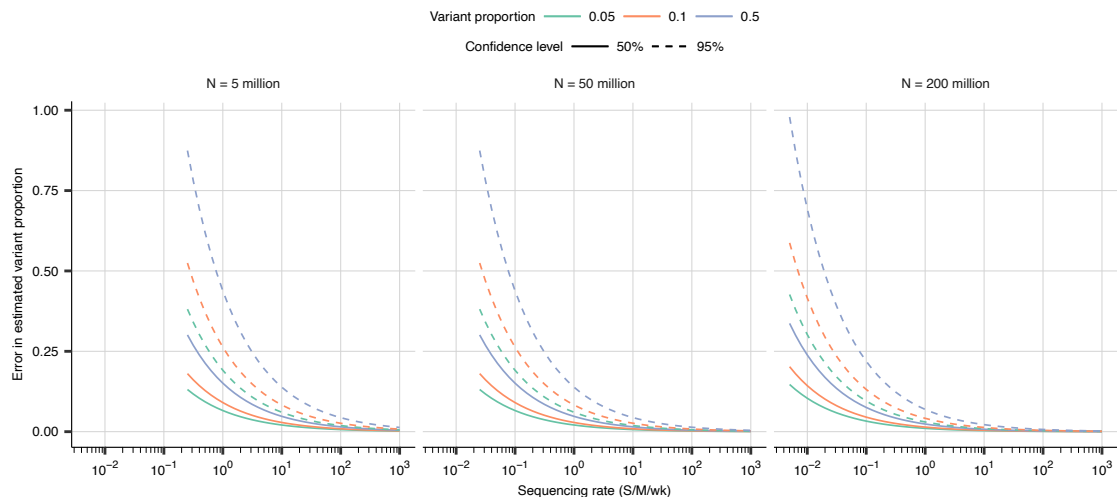 Variant proportion 0.05 0.1 0.5
Confidence level 50% 95%
N = 5 million N = 50 million N = 200 million
Error in estimated variant proportion
1.00
0.75
0.50
0.25
0.00
10⁻² 10⁻¹ 10⁰ 10¹ 10² 10³ 10⁻² 10⁻¹ 10⁰ 10¹ 10² 10³ 10⁻² 10⁻¹ 10⁰ 10¹ 10² 10³
Sequencing rate (S/M/wk)